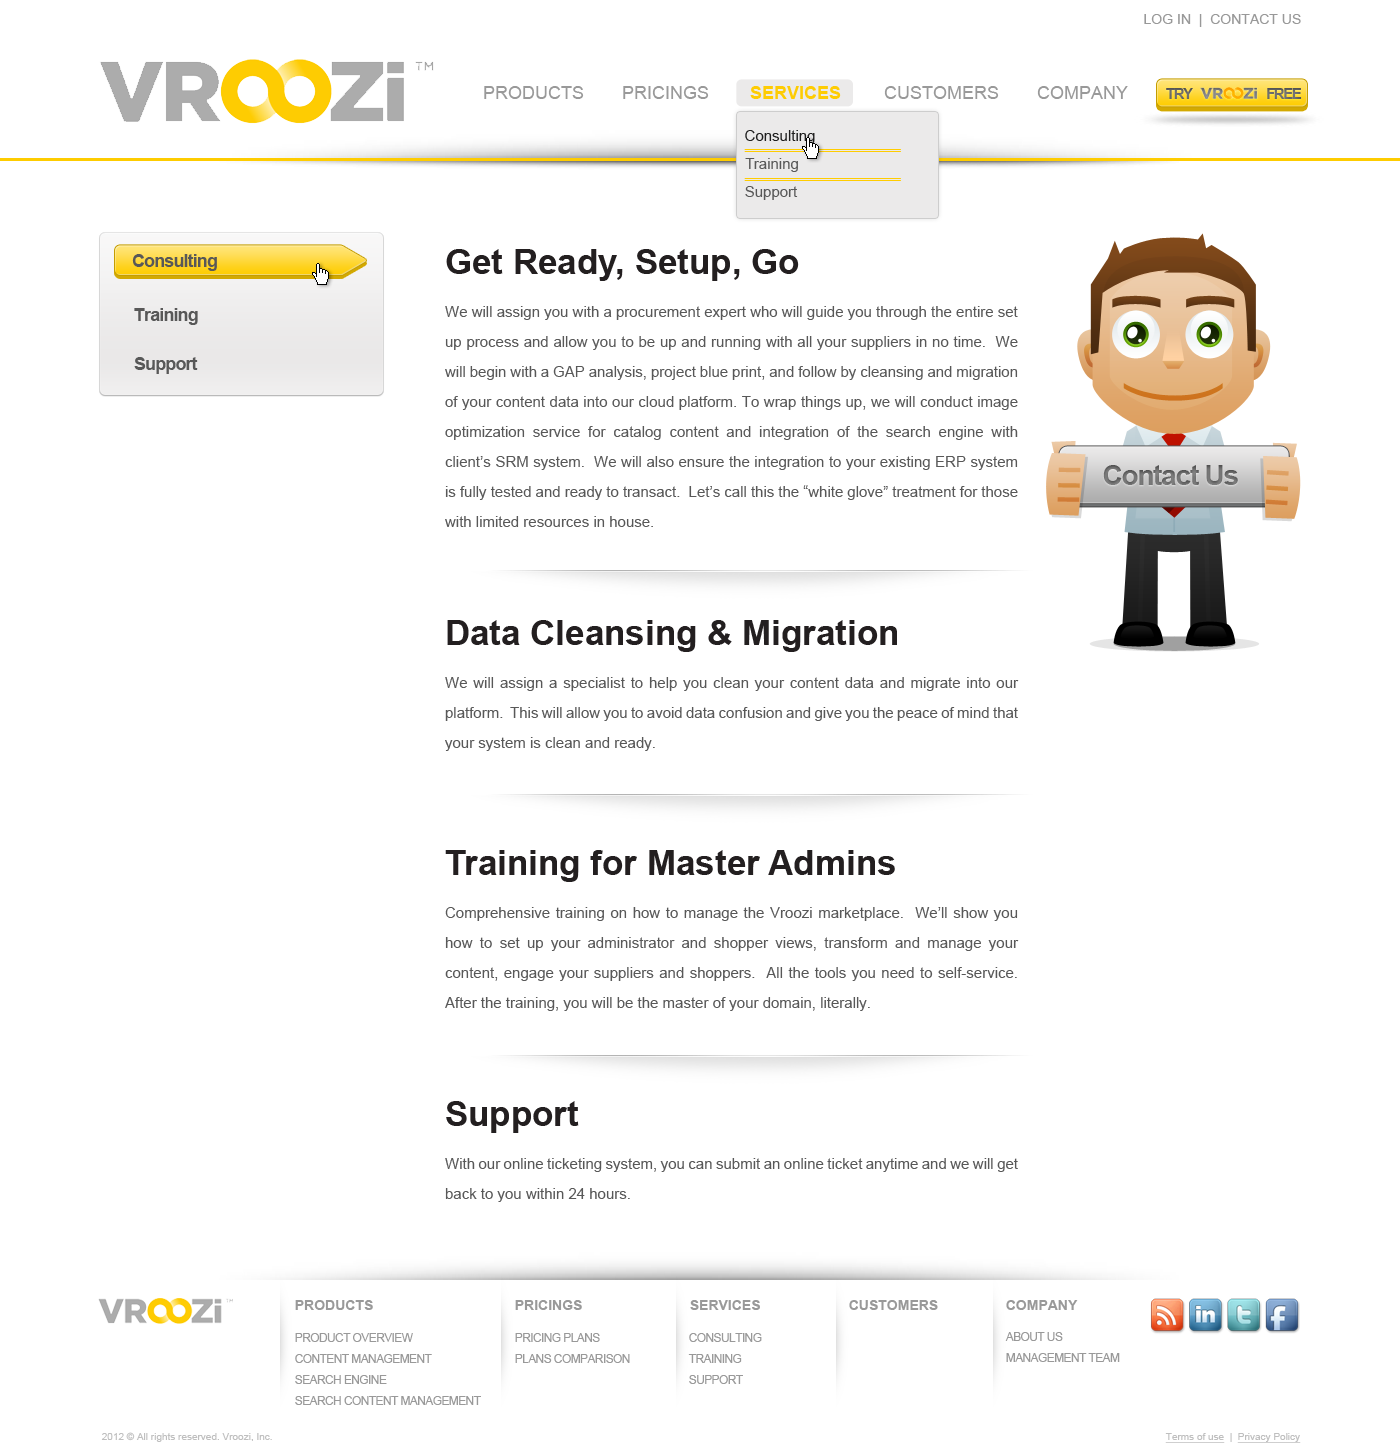 LOG IN | CONTACT US
VROOZi ™
PRODUCTS PRICINGS SERVICES CUSTOMERS COMPANY TRY VROOZi FREE
Consulting
Training
Support
Consulting
Training
Support
Get Ready, Setup, Go
We will assign you with a procurement expert who will guide you through the entire set
up process and allow you to be up and running with all your suppliers in no time. We
will begin with a GAP analysis, project blue print, and follow by cleansing and migration
of your content data into our cloud platform. To wrap things up, we will conduct image
optimization service for catalog content and integration of the search engine with
client’s SRM system. We will also ensure the integration to your existing ERP system
is fully tested and ready to transact. Let’s call this the “white glove” treatment for those
with limited resources in house.
Contact Us
Data Cleansing & Migration
We will assign a specialist to help you clean your content data and migrate into our
platform. This will allow you to avoid data confusion and give you the peace of mind that
your system is clean and ready.
Training for Master Admins
Comprehensive training on how to manage the Vroozi marketplace. We’ll show you
how to set up your administrator and shopper views, transform and manage your
content, engage your suppliers and shoppers. All the tools you need to self-service.
After the training, you will be the master of your domain, literally.
Support
With our online ticketing system, you can submit an online ticket anytime and we will get
back to you within 24 hours.
VROOZi ™
PRODUCTS
PRODUCT OVERVIEW
CONTENT MANAGEMENT
SEARCH ENGINE
SEARCH CONTENT MANAGEMENT
PRICINGS
PRICING PLANS
PLANS COMPARISON
SERVICES
CONSULTING
TRAINING
SUPPORT
CUSTOMERS
COMPANY
ABOUT US
MANAGEMENT TEAM
in t f
2012 © All rights reserved. Vroozi, Inc.
Terms of use | Privacy Policy